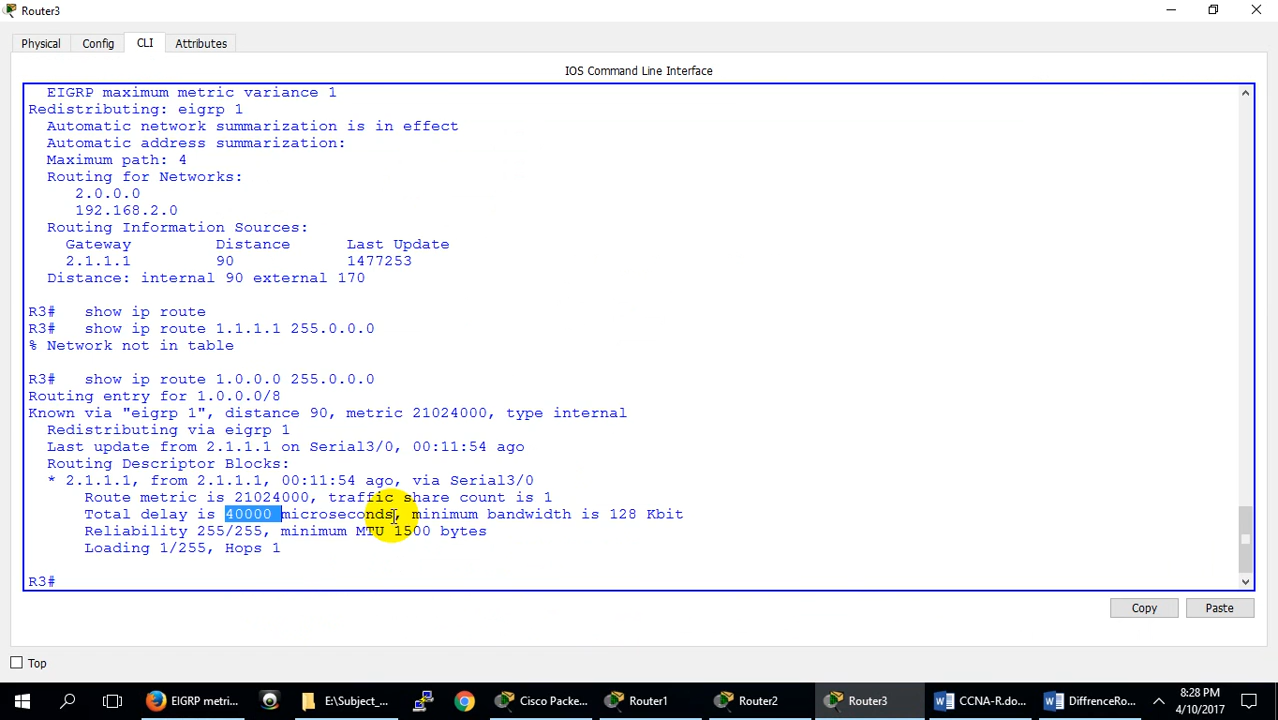 Router3
Physical Config CLI Attributes
IOS Command Line Interface
EIGRP maximum metric variance 1
Redistributing: eigrp 1
Automatic network summarization is in effect
Automatic address summarization:
Maximum path: 4
Routing for Networks:
2.0.0.0
192.168.2.0
Routing Information Sources:
Gateway Distance Last Update
2.1.1.1 90 1477253
Distance: internal 90 external 170
R3# show ip route
R3# show ip route 1.1.1.1 255.0.0.0
% Network not in table
R3# show ip route 1.0.0.0 255.0.0.0
Routing entry for 1.0.0.0/8
Known via "eigrp 1", distance 90, metric 21024000, type internal
Redistributing via eigrp 1
Last update from 2.1.1.1 on Serial3/0, 00:11:54 ago
Routing Descriptor Blocks:
* 2.1.1.1, from 2.1.1.1, 00:11:54 ago, via Serial3/0
Route metric is 21024000, traffic share count is 1
Total delay is 40000 microseconds, minimum bandwidth is 128 Kbit
Reliability 255/255, minimum MTU 1500 bytes
Loading 1/255, Hops 1
R3#
Copy Paste
Top
EIGRP metri... E:\Subject_... Cisco Packe... Router1 Router2 Router3 CCNA-R.do... DiffrenceRo... 8:28 PM
4/10/2017